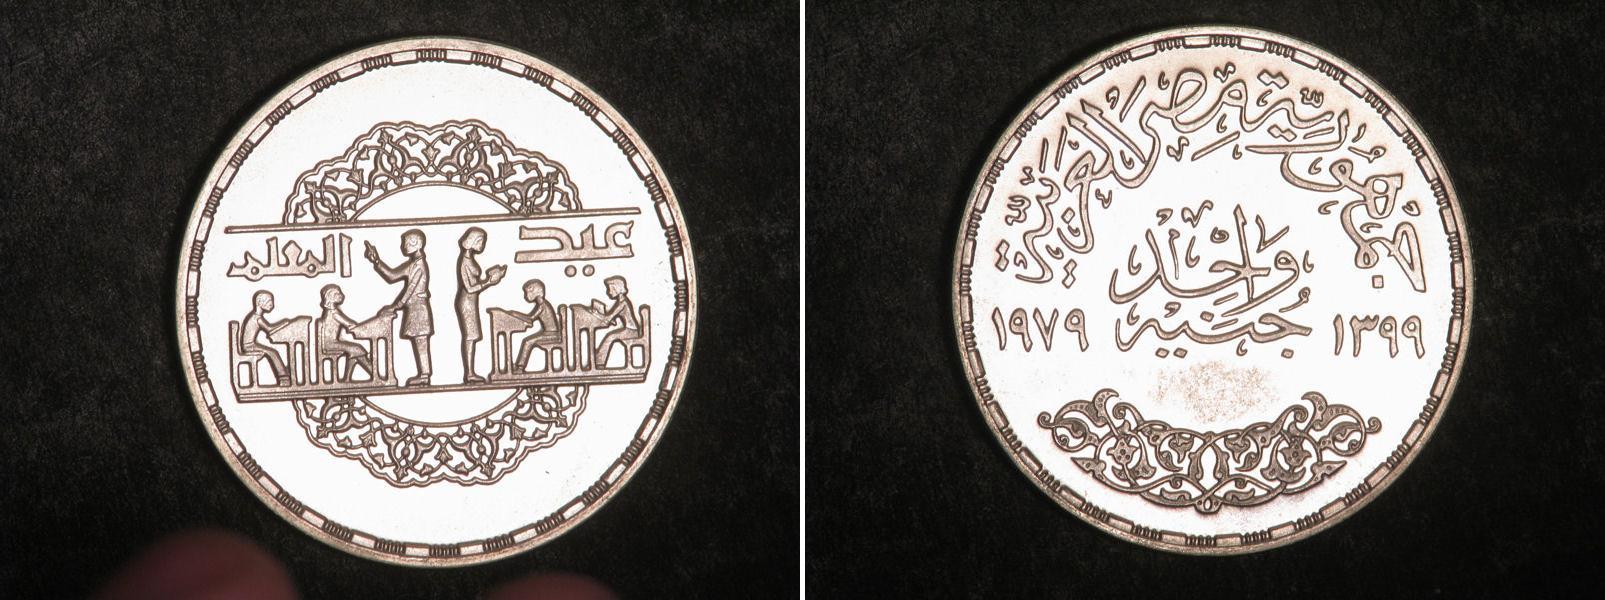 عيد المعلم
جمهورية مصر العربية
واحد
جنيه
١٣٩٩ ١٩٧٩